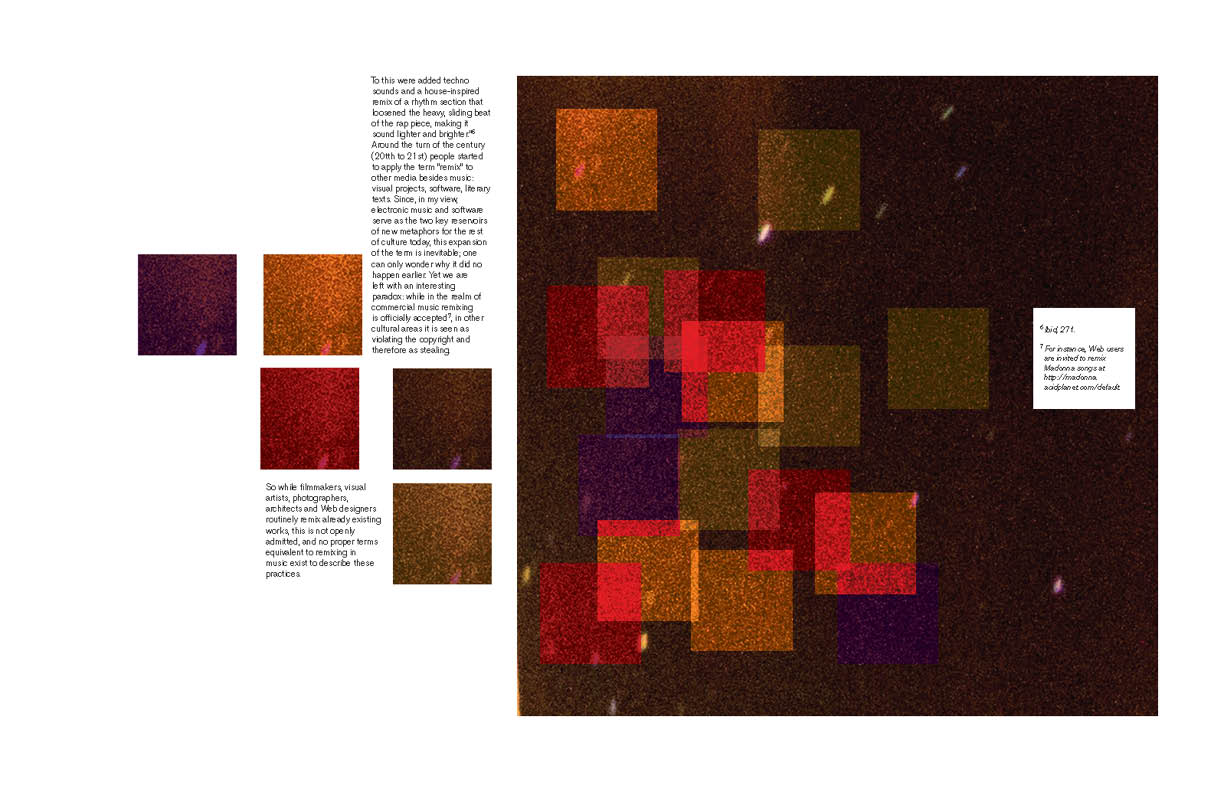 To this were added techno
sounds and a house-inspired
remix of a rhythm section that
loosened the heavy, sliding beat
of the rap piece, making it
sound lighter and brighter."⁶
Around the turn of the century
(20tth to 21st) people started
to apply the term "remix" to
other media besides music:
visual projects, software, literary
texts. Since, in my view,
electronic music and software
serve as the two key reservoirs
of new metaphors for the rest
of culture today, this expansion
of the term is inevitable; one
can only wonder why it did no
happen earlier. Yet we are
left with an interesting
paradox: while in the realm of
commercial music remixing
is officially accepted⁷, in other
cultural areas it is seen as
violating the copyright and
therefore as stealing.
So while filmmakers, visual
artists, photographers,
architects and Web designers
routinely remix already existing
works, this is not openly
admitted, and no proper terms
equivalent to remixing in
music exist to describe these
practices.
⁶ Ibid, 271.
⁷ For instance, Web users
are invited to remix
Madonna songs at
http://madonna.
acidplanet.com/default.